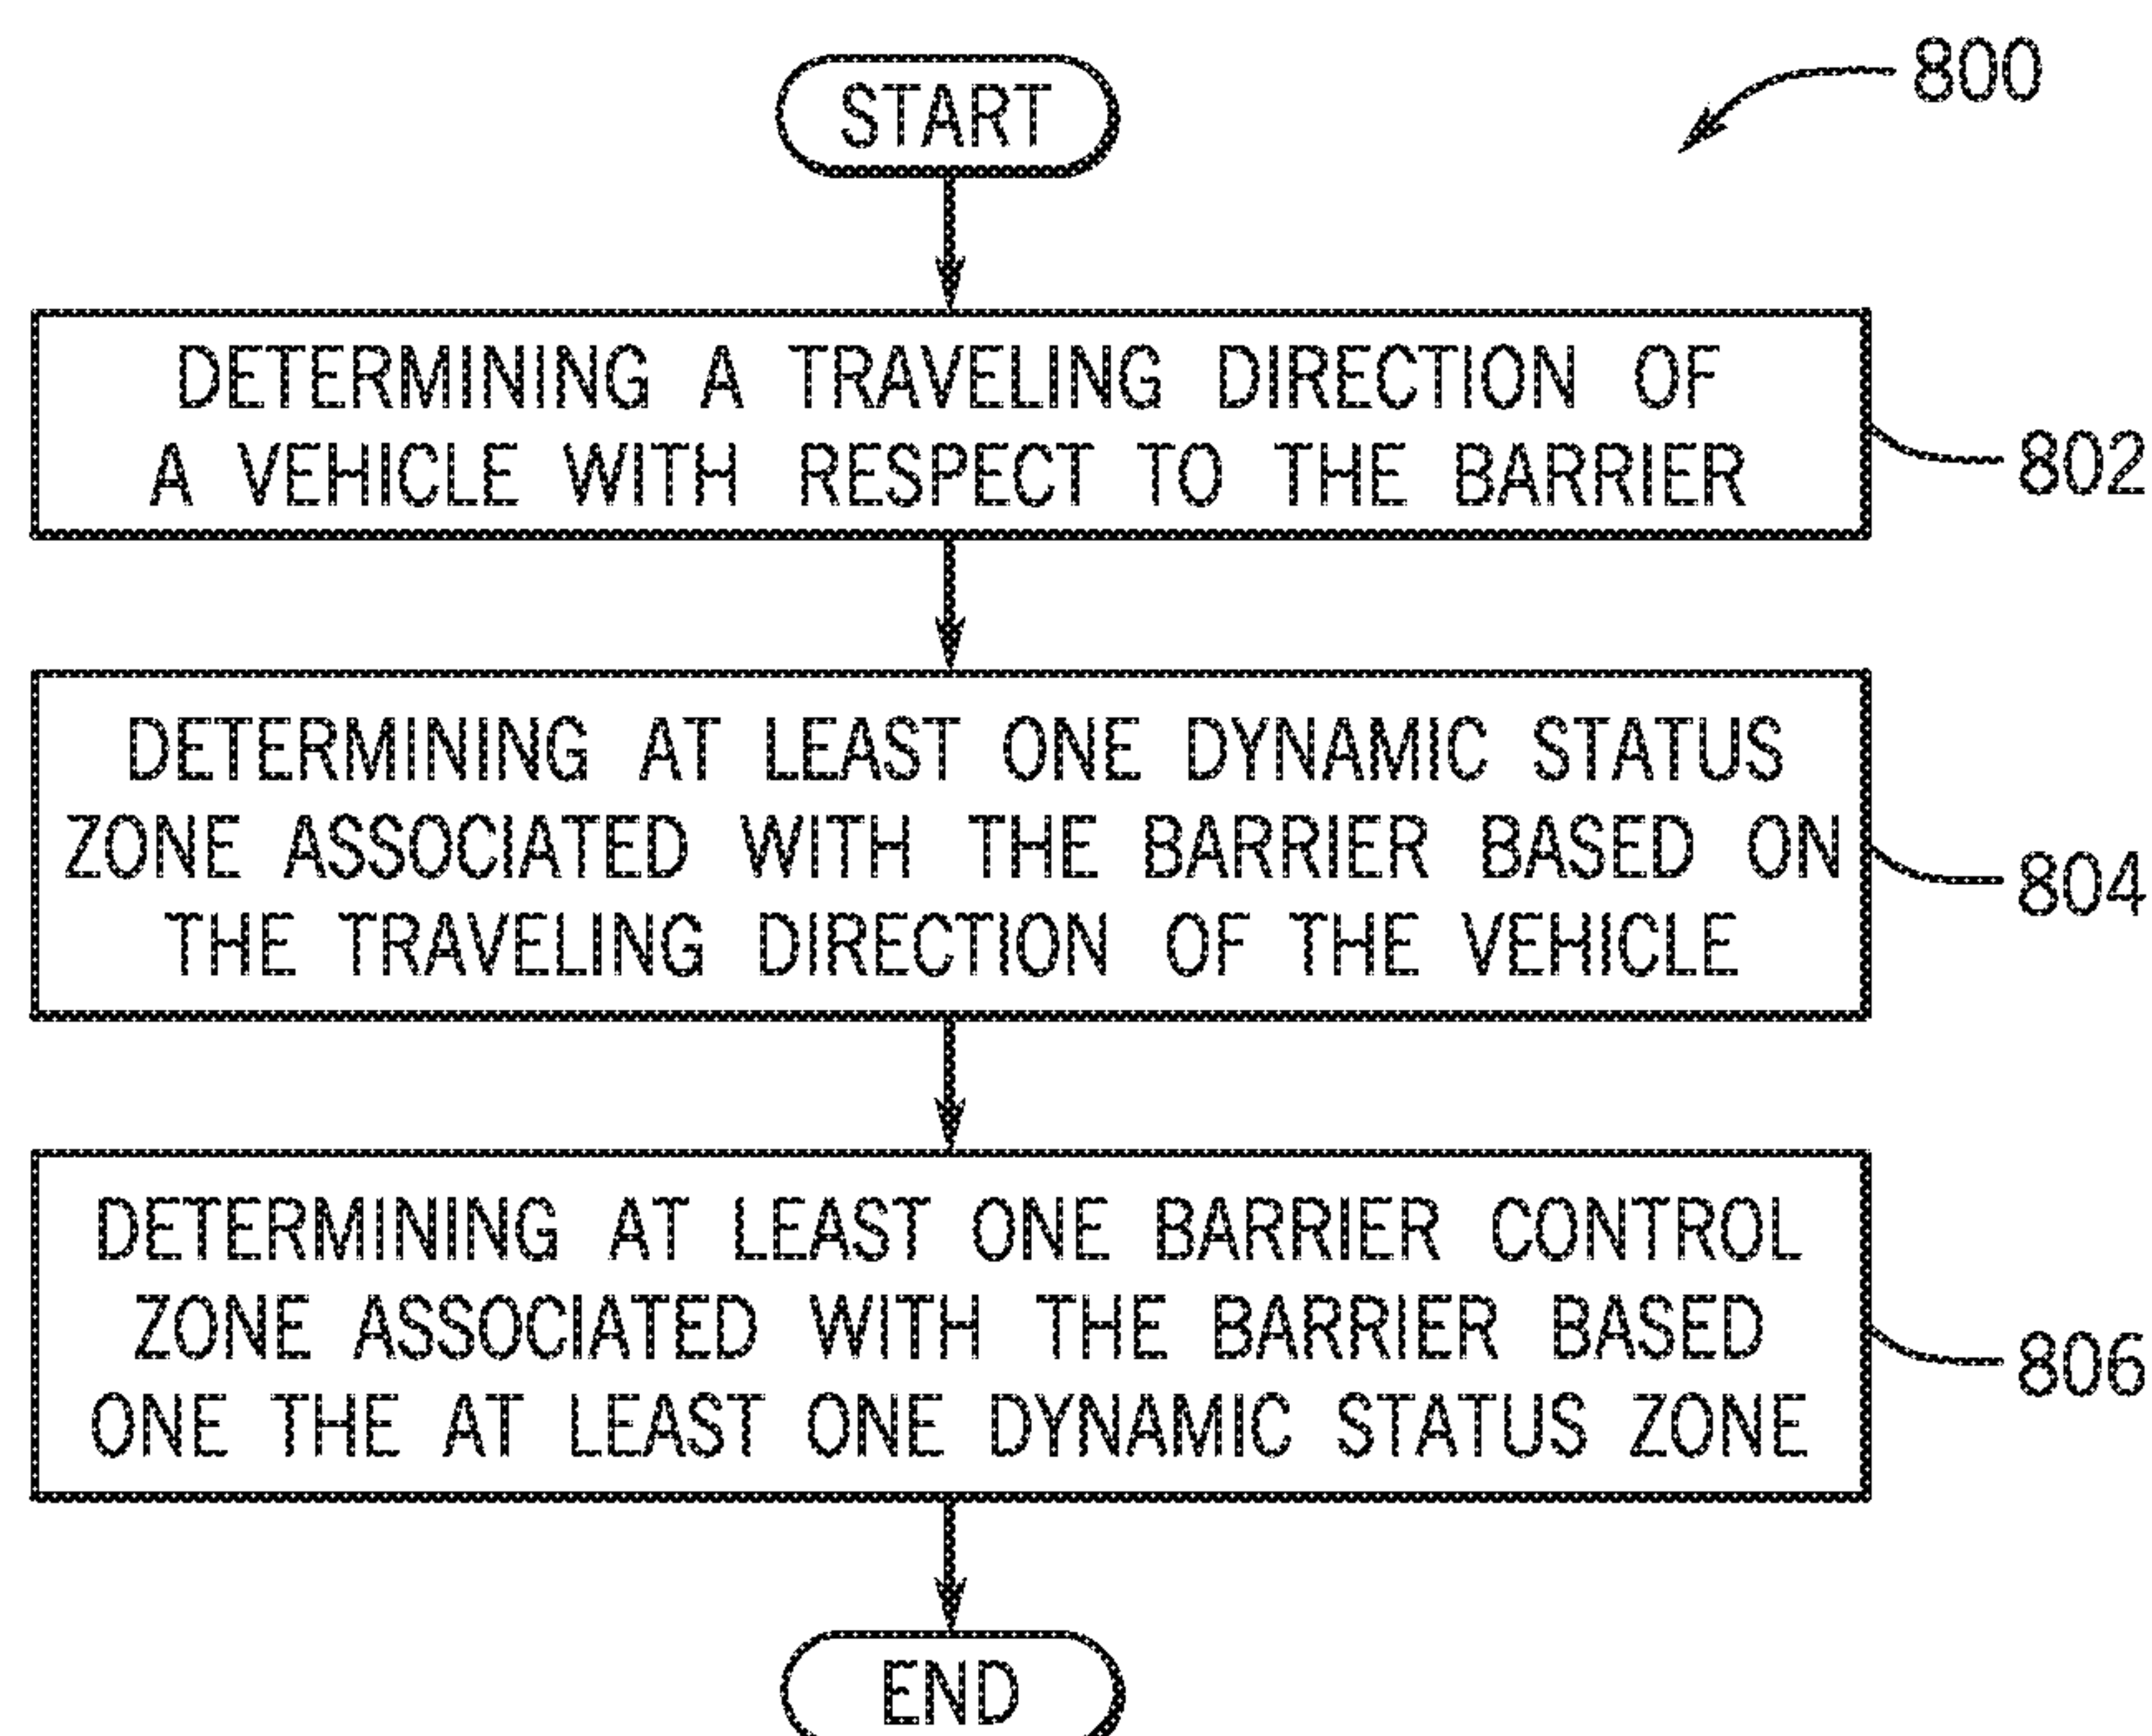 START
800
DETERMINING A TRAVELING DIRECTION OF
A VEHICLE WITH RESPECT TO THE BARRIER
802
DETERMINING AT LEAST ONE DYNAMIC STATUS
ZONE ASSOCIATED WITH THE BARRIER BASED ON
THE TRAVELING DIRECTION OF THE VEHICLE
804
DETERMINING AT LEAST ONE BARRIER CONTROL
ZONE ASSOCIATED WITH THE BARRIER BASED
ONE THE AT LEAST ONE DYNAMIC STATUS ZONE
806
END